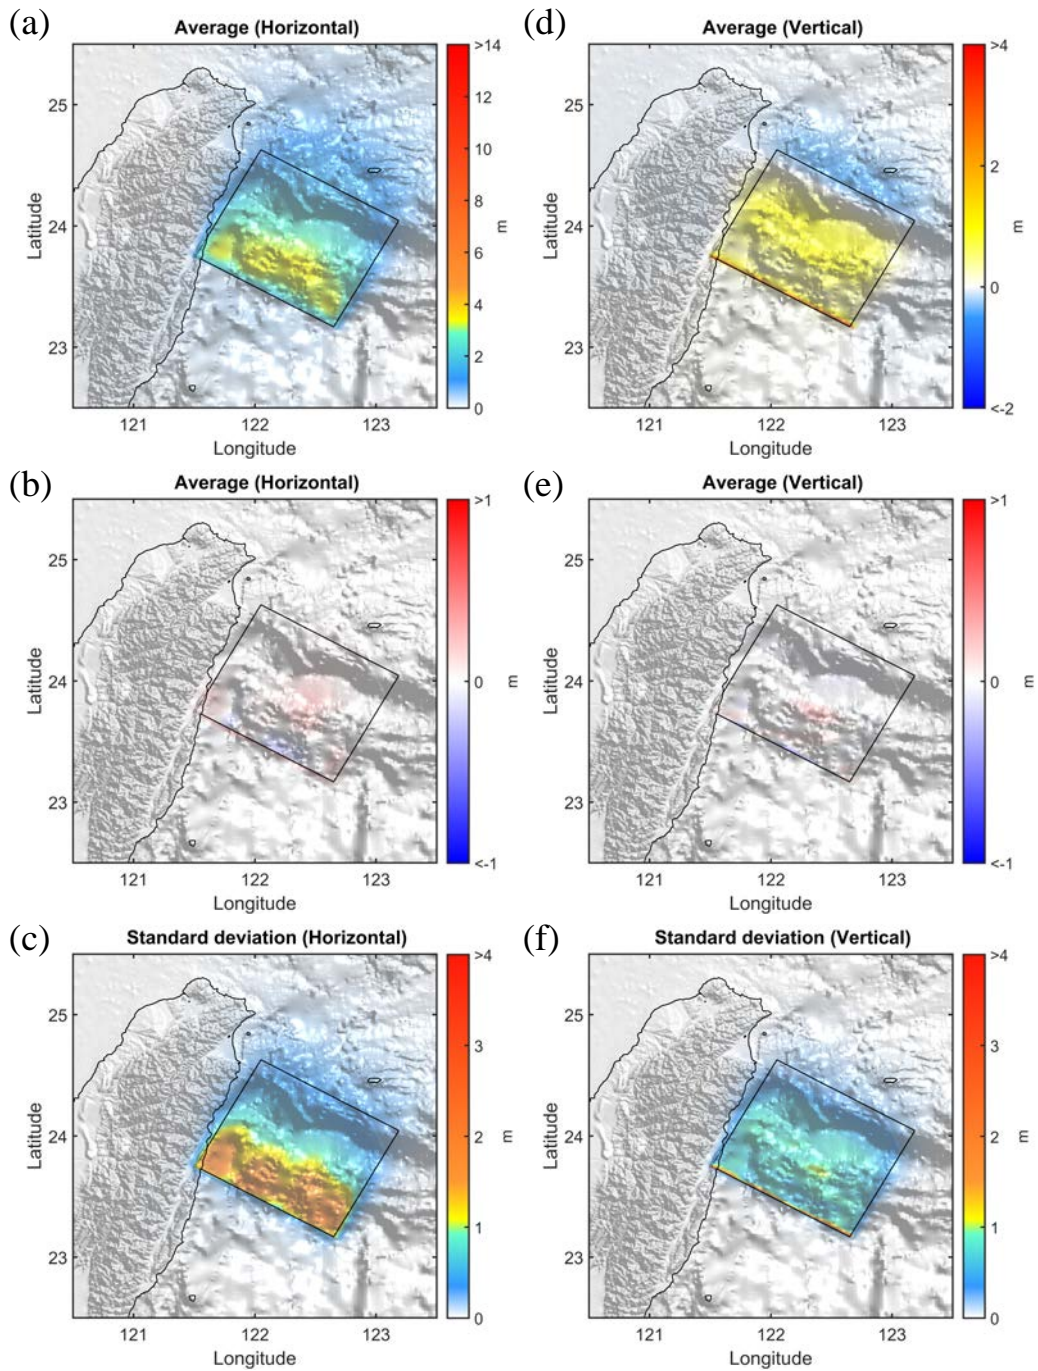 (a)
Average (Horizontal)
25
24
23
121
122
123
Latitude
Longitude
>14
12
10
8
6
4
2
0
m
(d)
Average (Vertical)
25
24
23
121
122
123
Latitude
Longitude
>4
2
0
<-2
m
(b)
Average (Horizontal)
25
24
23
121
122
123
Latitude
Longitude
>1
0
<-1
m
(e)
Average (Vertical)
25
24
23
121
122
123
Latitude
Longitude
>1
0
<-1
m
(c)
Standard deviation (Horizontal)
25
24
23
121
122
123
Latitude
Longitude
>4
3
2
1
0
m
(f)
Standard deviation (Vertical)
25
24
23
121
122
123
Latitude
Longitude
>4
3
2
1
0
m